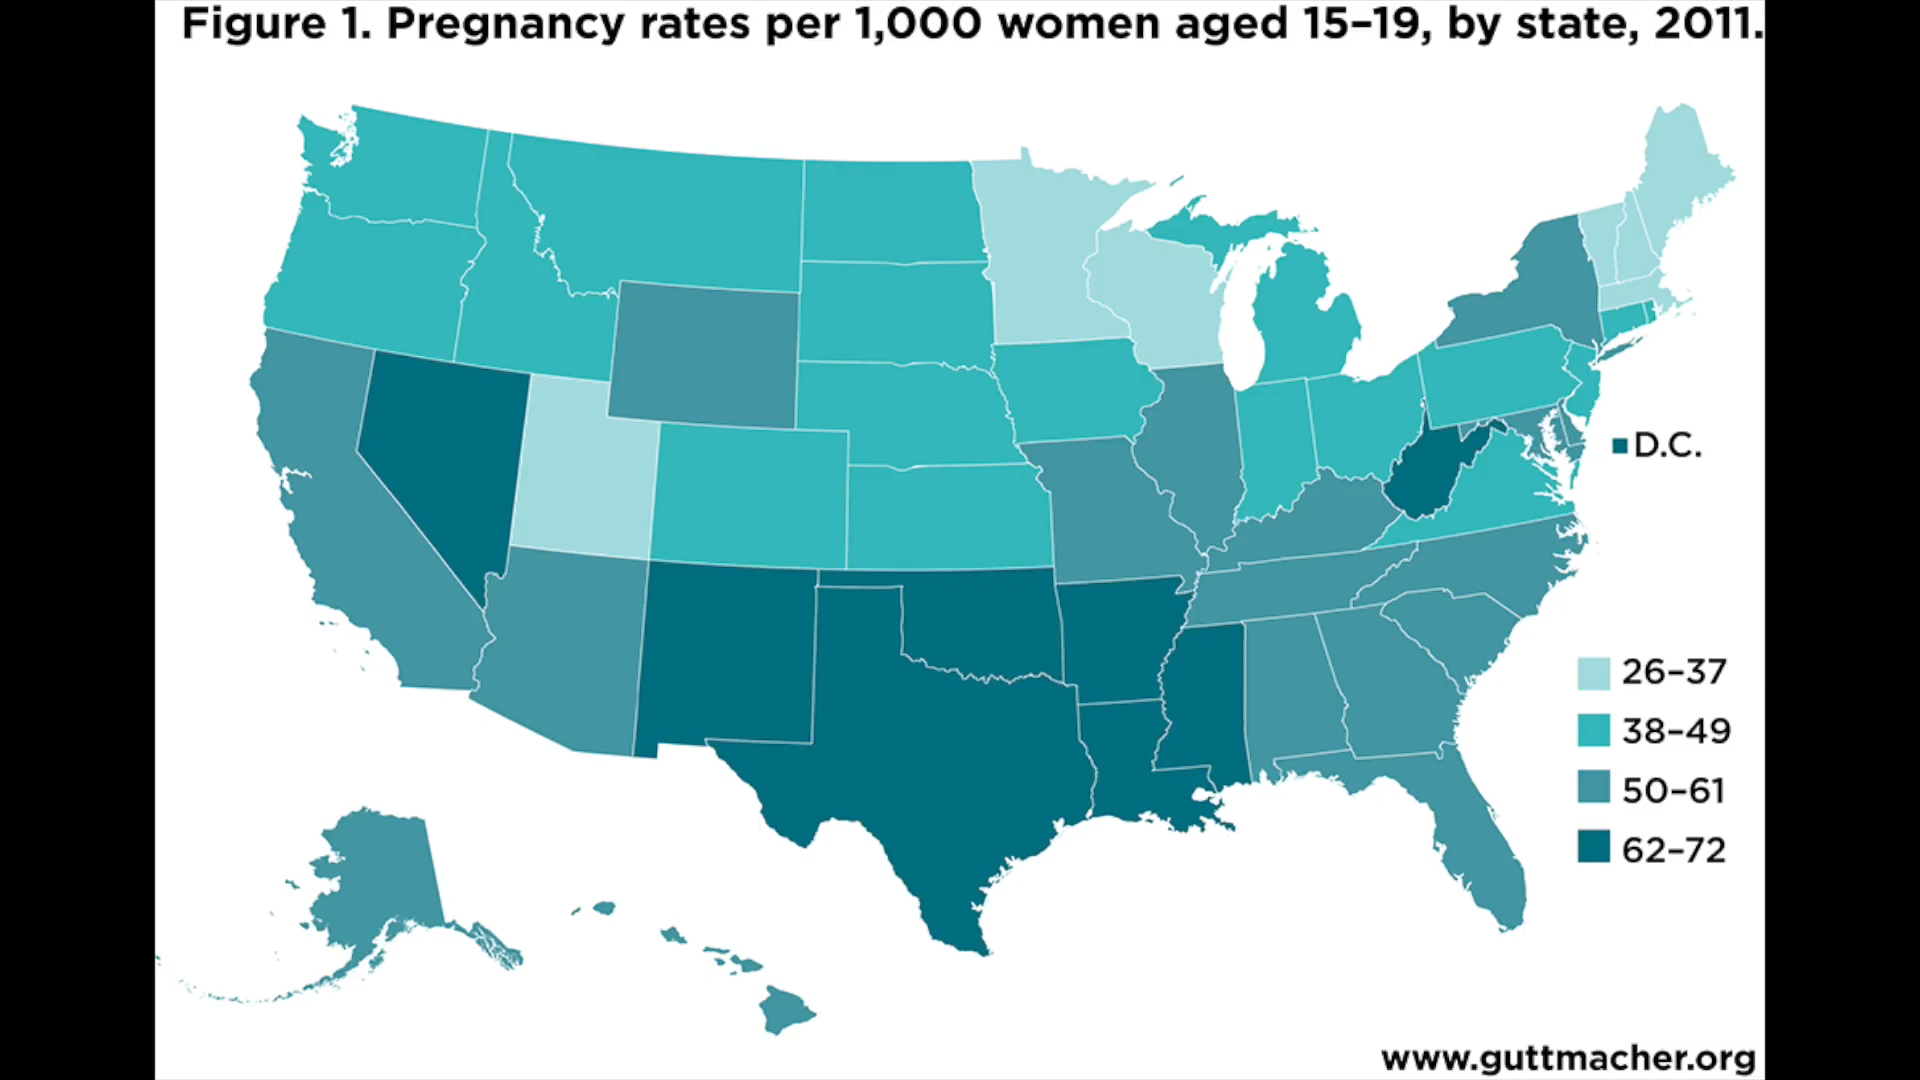 Figure 1. Pregnancy rates per 1,000 women aged 15–19, by state, 2011.
D.C.
26–37
38–49
50–61
62–72
www.guttmacher.org